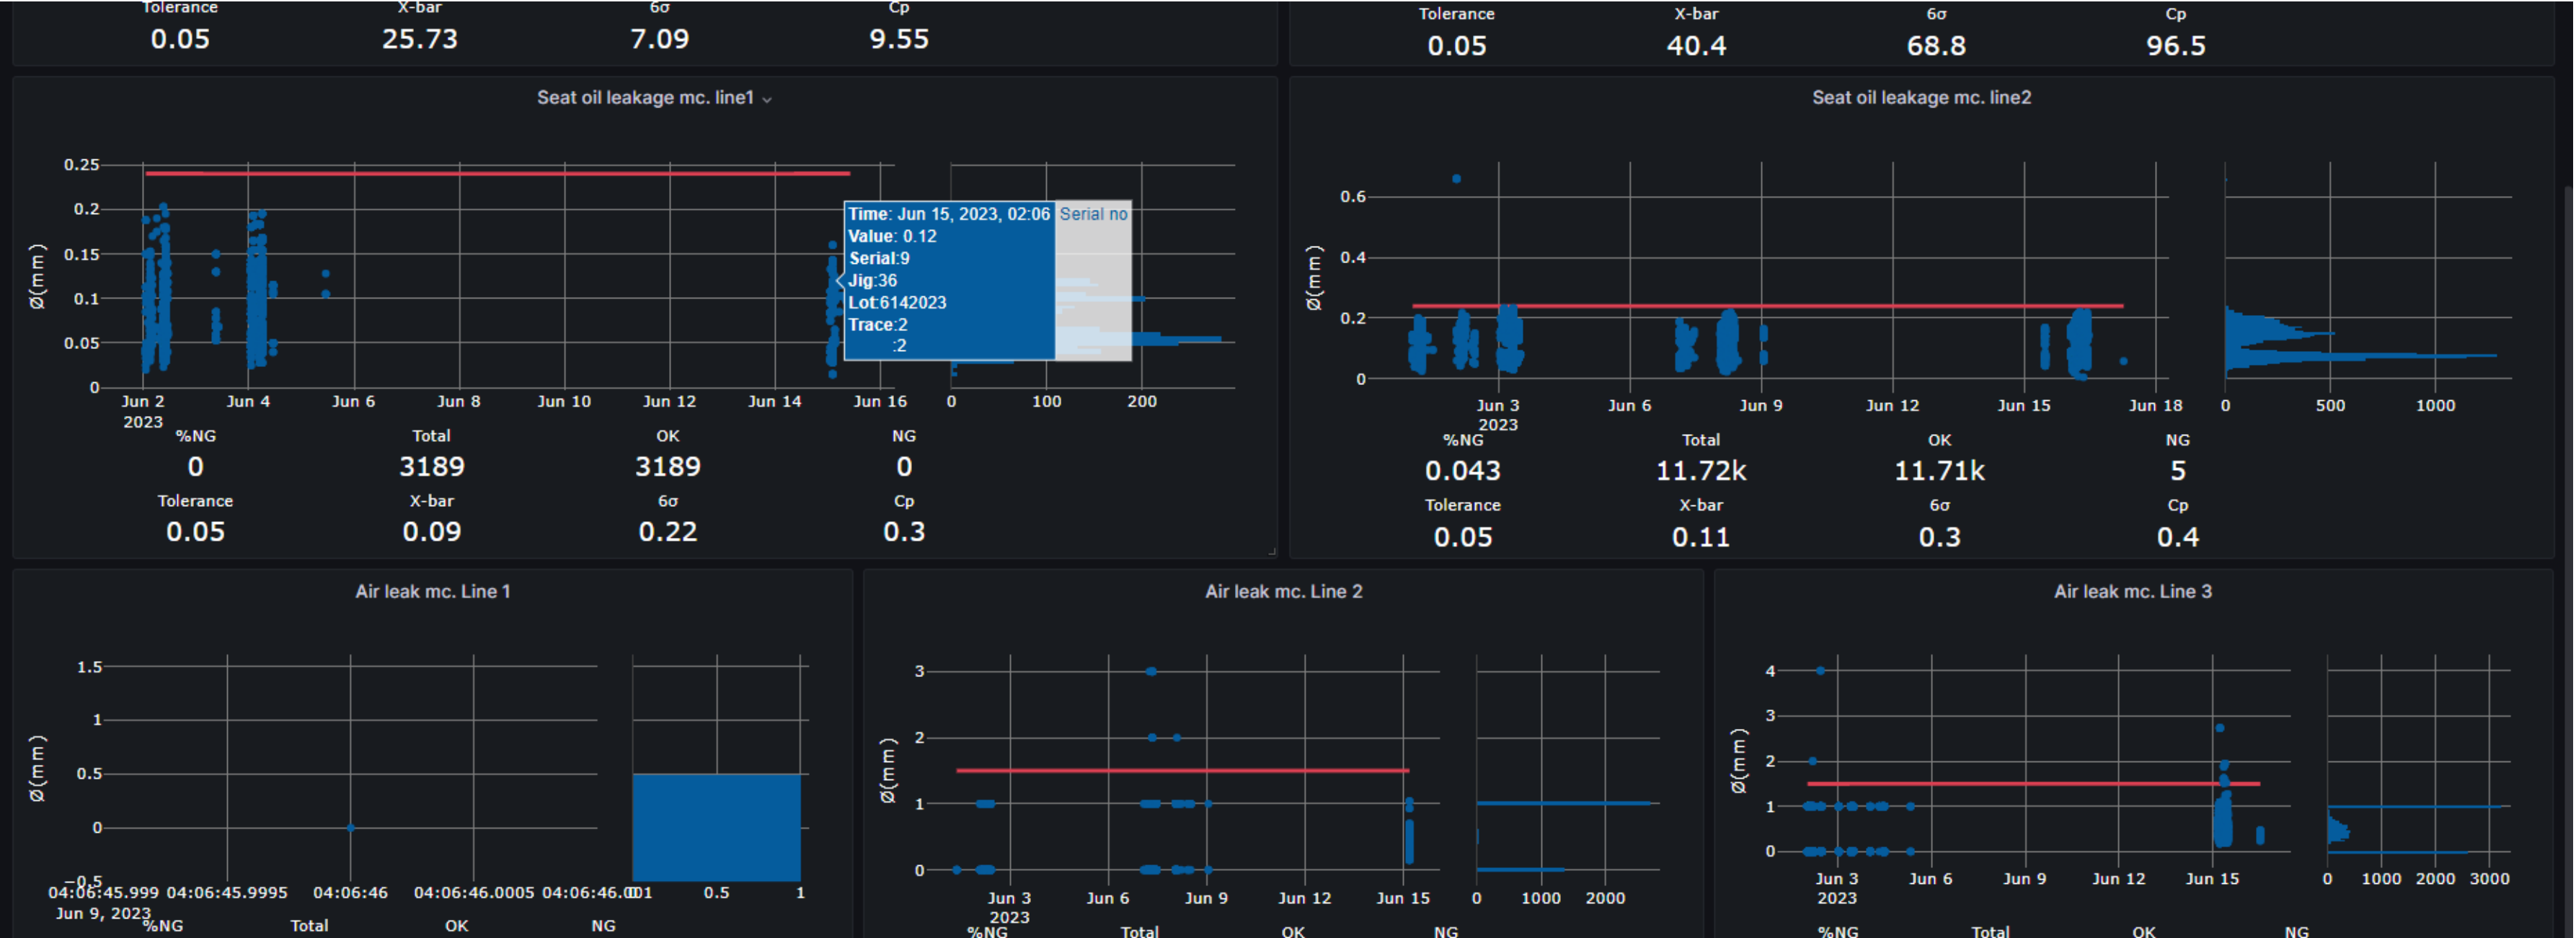 Tolerance X-bar 6σ Cp
0.05 25.73 7.09 9.55
Tolerance X-bar 6σ Cp
0.05 40.4 68.8 96.5
Seat oil leakage mc. line1
Ø(mm)
0.25
0.2
0.15
0.1
0.05
0
Jun 2 Jun 4 Jun 6 Jun 8 Jun 10 Jun 12 Jun 14 Jun 16
2023
0 100 200
Time: Jun 15, 2023, 02:06 Serial no
Value: 0.12
Serial:9
Jig:36
Lot:6142023
Trace:2
:2
%NG Total OK NG
0 3189 3189 0
Tolerance X-bar 6σ Cp
0.05 0.09 0.22 0.3
Seat oil leakage mc. line2
Ø(mm)
0.6
0.4
0.2
0
Jun 3 Jun 6 Jun 9 Jun 12 Jun 15 Jun 18
2023
0 500 1000
%NG Total OK NG
0.043 11.72k 11.71k 5
Tolerance X-bar 6σ Cp
0.05 0.11 0.3 0.4
Air leak mc. Line 1
Ø(mm)
1.5
1
0.5
0
−0.5
04:06:45.999 04:06:45.9995 04:06:46 04:06:46.0005 04:06:46.001
Jun 9, 2023
0 0.5 1
%NG Total OK NG
Air leak mc. Line 2
Ø(mm)
3
2
1
0
Jun 3 Jun 6 Jun 9 Jun 12 Jun 15
2023
0 1000 2000
%NG Total OK NG
Air leak mc. Line 3
Ø(mm)
4
3
2
1
0
Jun 3 Jun 6 Jun 9 Jun 12 Jun 15
2023
0 1000 2000 3000
%NG Total OK NG